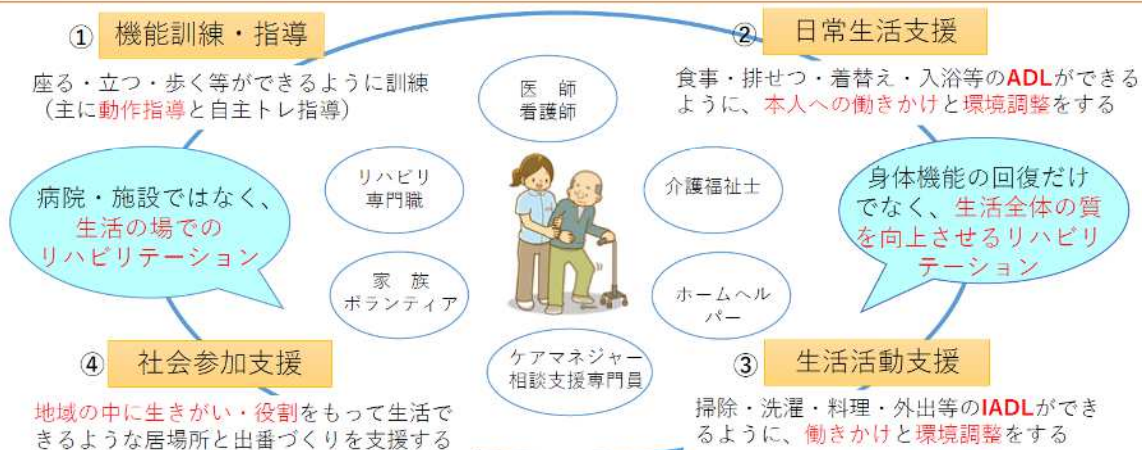 ① 機能訓練・指導
座る・立つ・歩く等ができるように訓練
（主に動作指導と自主トレ指導）
② 日常生活支援
食事・排せつ・着替え・入浴等のADLができる
ように、本人への働きかけと環境調整をする
医 師
看護師
リハビリ
専門職
介護福祉士
病院・施設ではなく、
生活の場での
リハビリテーション
身体機能の回復だけ
でなく、生活全体の質
を向上させるリハビリ
テーション
家 族
ボランティア
ホームヘル
パー
ケアマネジャー
相談支援専門員
④ 社会参加支援
地域の中に生きがい・役割をもって生活で
きるような居場所と出番づくりを支援する
③ 生活活動支援
掃除・洗濯・料理・外出等のIADLができ
るように、働きかけと環境調整をする